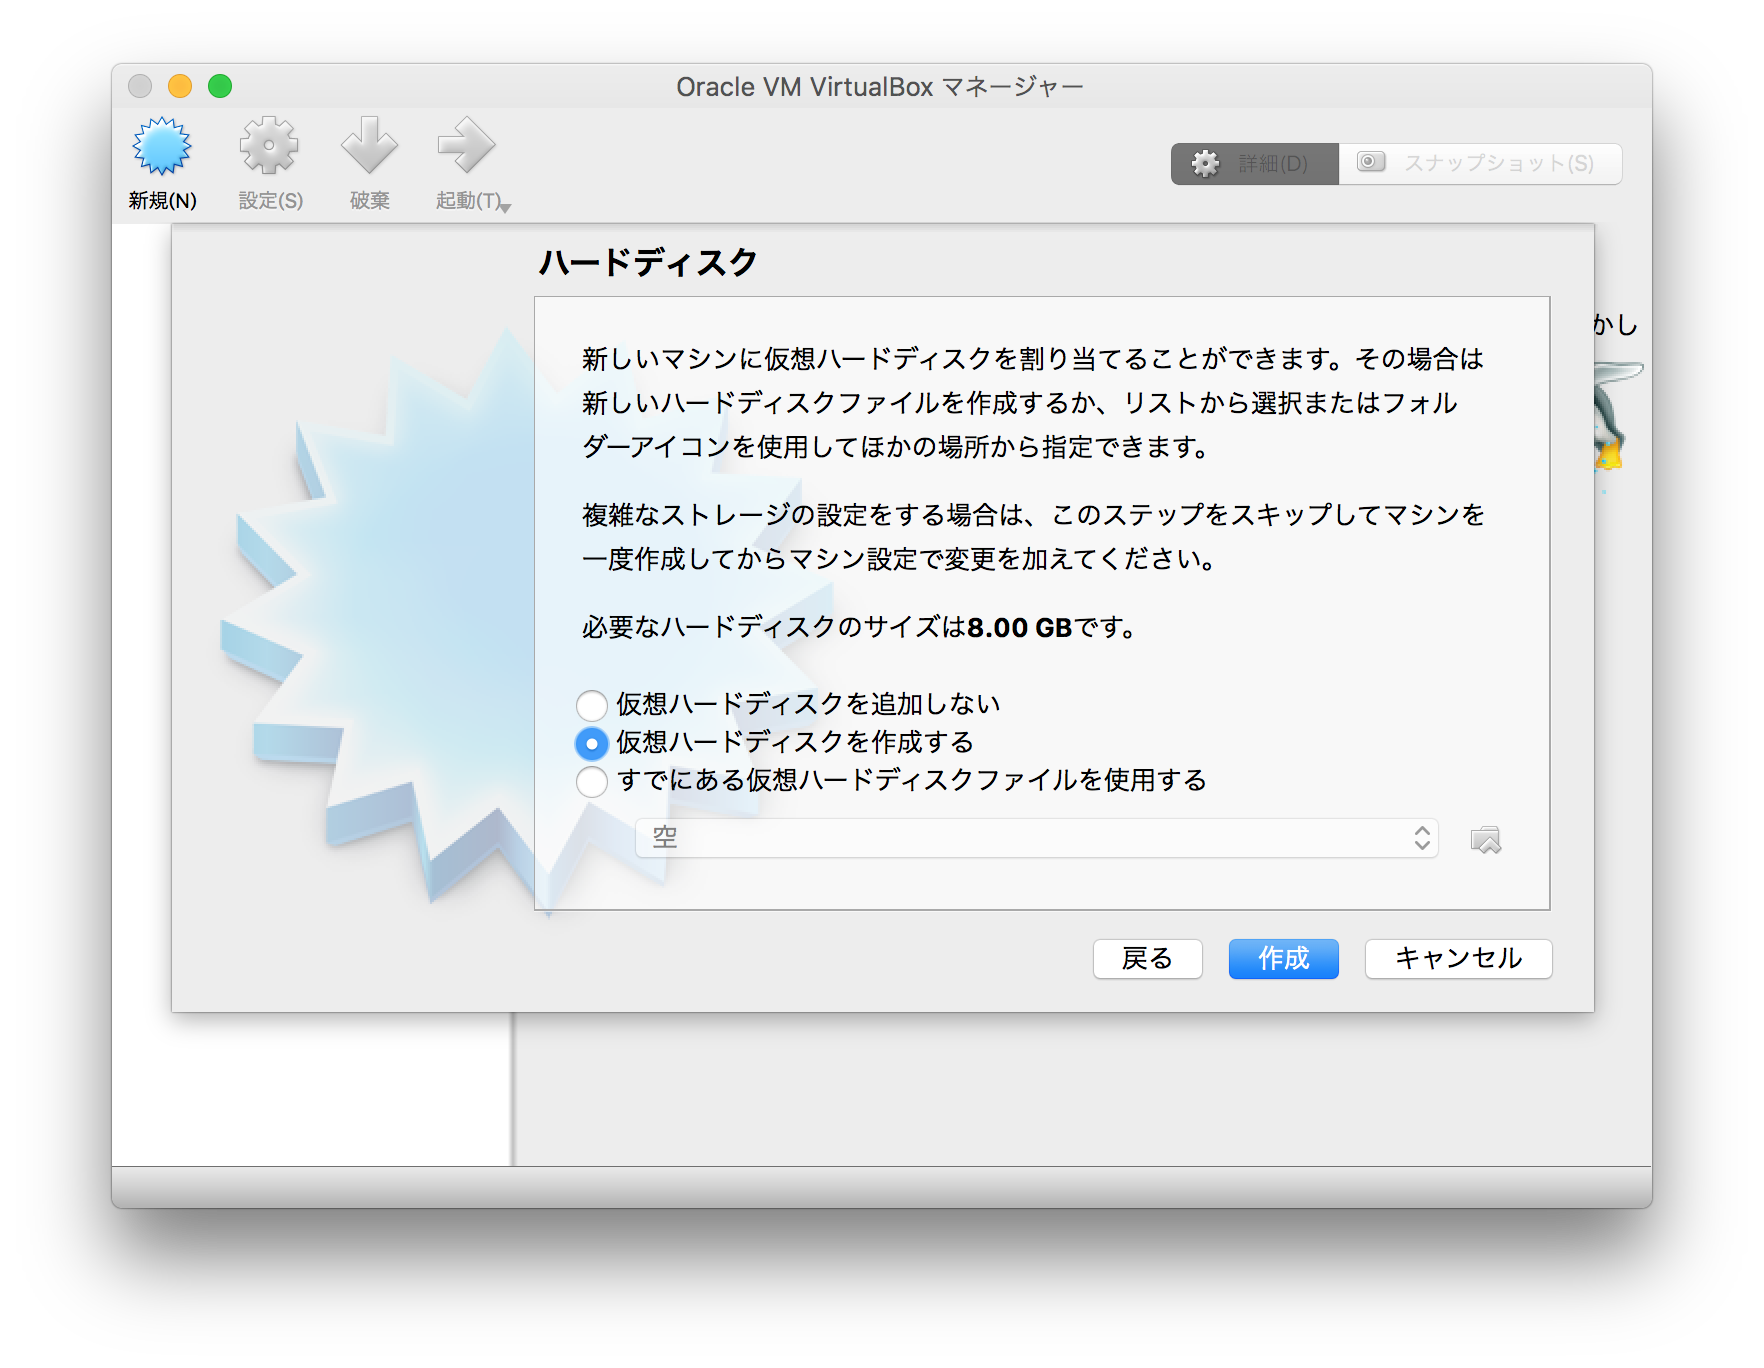 Oracle VM VirtualBox マネージャー
新規(N)
設定(S)
破棄
起動(T)
詳細(D)
スナップショット(S)
ハードディスク
かし
新しいマシンに仮想ハードディスクを割り当てることができます。その場合は
新しいハードディスクファイルを作成するか、リストから選択またはフォル
ダーアイコンを使用してほかの場所から指定できます。
複雑なストレージの設定をする場合は、このステップをスキップしてマシンを
一度作成してからマシン設定で変更を加えてください。
必要なハードディスクのサイズは8.00 GBです。
仮想ハードディスクを追加しない
仮想ハードディスクを作成する
すでにある仮想ハードディスクファイルを使用する
空
戻る
作成
キャンセル